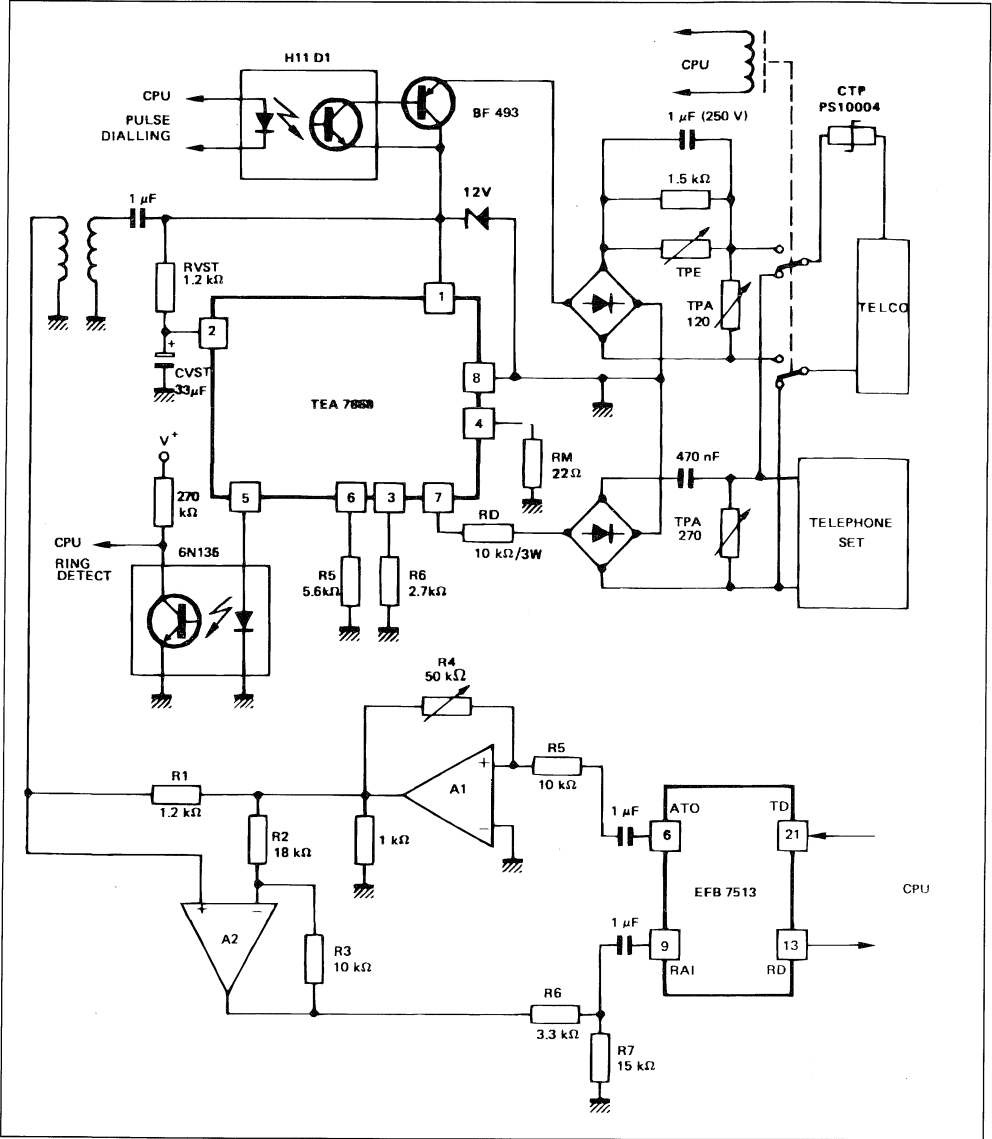 H11 D1
CPU
PULSE
DIALLING
BF 493
CPU
CTP
PS10004
1 µF (250 V)
1.5 kΩ
TPE
TPA
120
TELCO
1 µF
12V
RVST
1.2 kΩ
1
2
+
CVST
33µF
8
4
V+
270
kΩ
CPU
RING
DETECT
6N135
5
6
3
7
RM
22Ω
RD
10 kΩ/3W
470 nF
TPA
270
TELEPHONE
SET
R5
5.6kΩ
R6
2.7kΩ
R4
50 kΩ
R1
1.2 kΩ
R2
18 kΩ
1 kΩ
+
A1
−
R5
10 kΩ
1 µF
ATO
TD
6
21
EFB 7513
CPU
1 µF
9
13
RAI
RD
+
−
A2
R3
10 kΩ
R6
3.3 kΩ
R7
15 kΩ
TEA